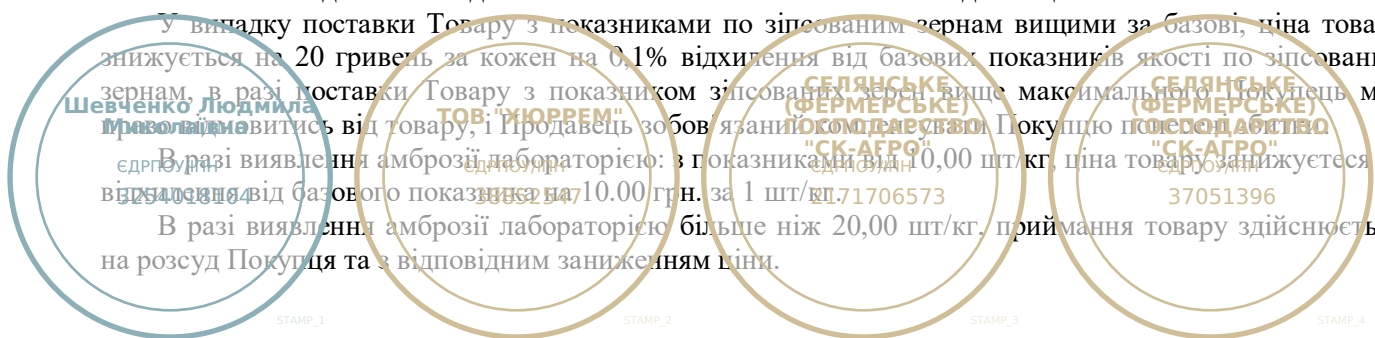 У випадку поставки Товару з показниками по зіпсованим зернам вищими за базові, ціна това
знижується на 20 гривень за кожен на 0,1% відхилення від базових показників якості по зіпсовани
зернам, в разі поставки Товару з показником зіпсованих зерен вище максимального Покупець м
право відмовитись від товару, і Продавець зобов'язаний компенсувати Покупцю понесені збитки.
В разі виявлення амброзії лабораторією: з показниками від 10,00 шт/кг, ціна товару занижуєтеся
відхилення від базового показника на 10.00 грн. за 1 шт/кг.
В разі виявлення амброзії лабораторією більше ніж 20,00 шт/кг, приймання товару здійснюєть
на розсуд Покупця та з відповідним заниженням ціни.
Шевченко Людмила
Миколаївна
ЄДРПОУ/ІПН
STAMP_1
ТОВ "ХЮРРЕМ"
ЄДРПОУ/ІПН
STAMP_2
СЕЛЯНСЬКЕ
(ФЕРМЕРСЬКЕ)
ГОСПОДАРСТВО
"СК-АГРО"
ЄДРПОУ/ІПН
2171706573
STAMP_3
СЕЛЯНСЬКЕ
(ФЕРМЕРСЬКЕ)
ГОСПОДАРСТВО
"СК-АГРО"
ЄДРПОУ/ІПН
37051396
STAMP_4